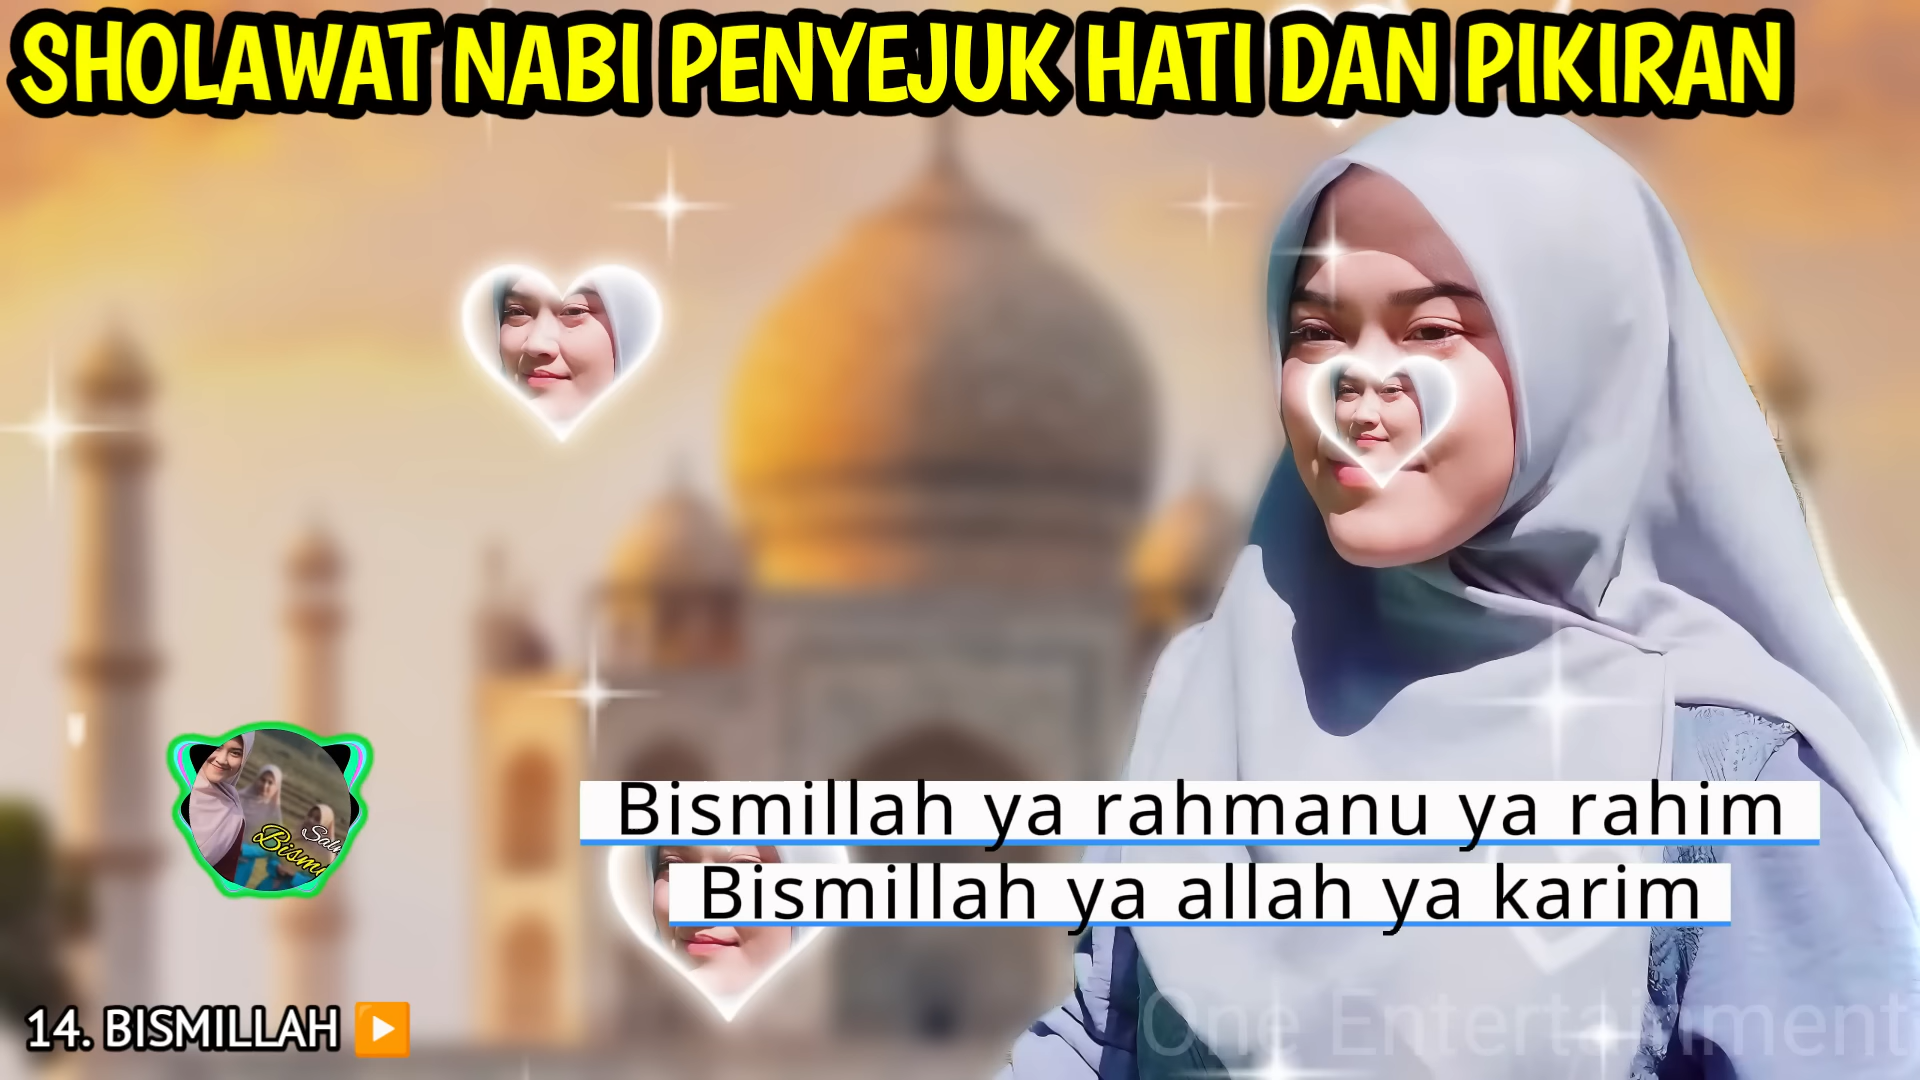 SHOLAWAT NABI PENYEJUK HATI DAN PIKIRAN
Bismillah ya rahmanu ya rahim
Bismillah ya allah ya karim
14. BISMILLAH
One Entertainment